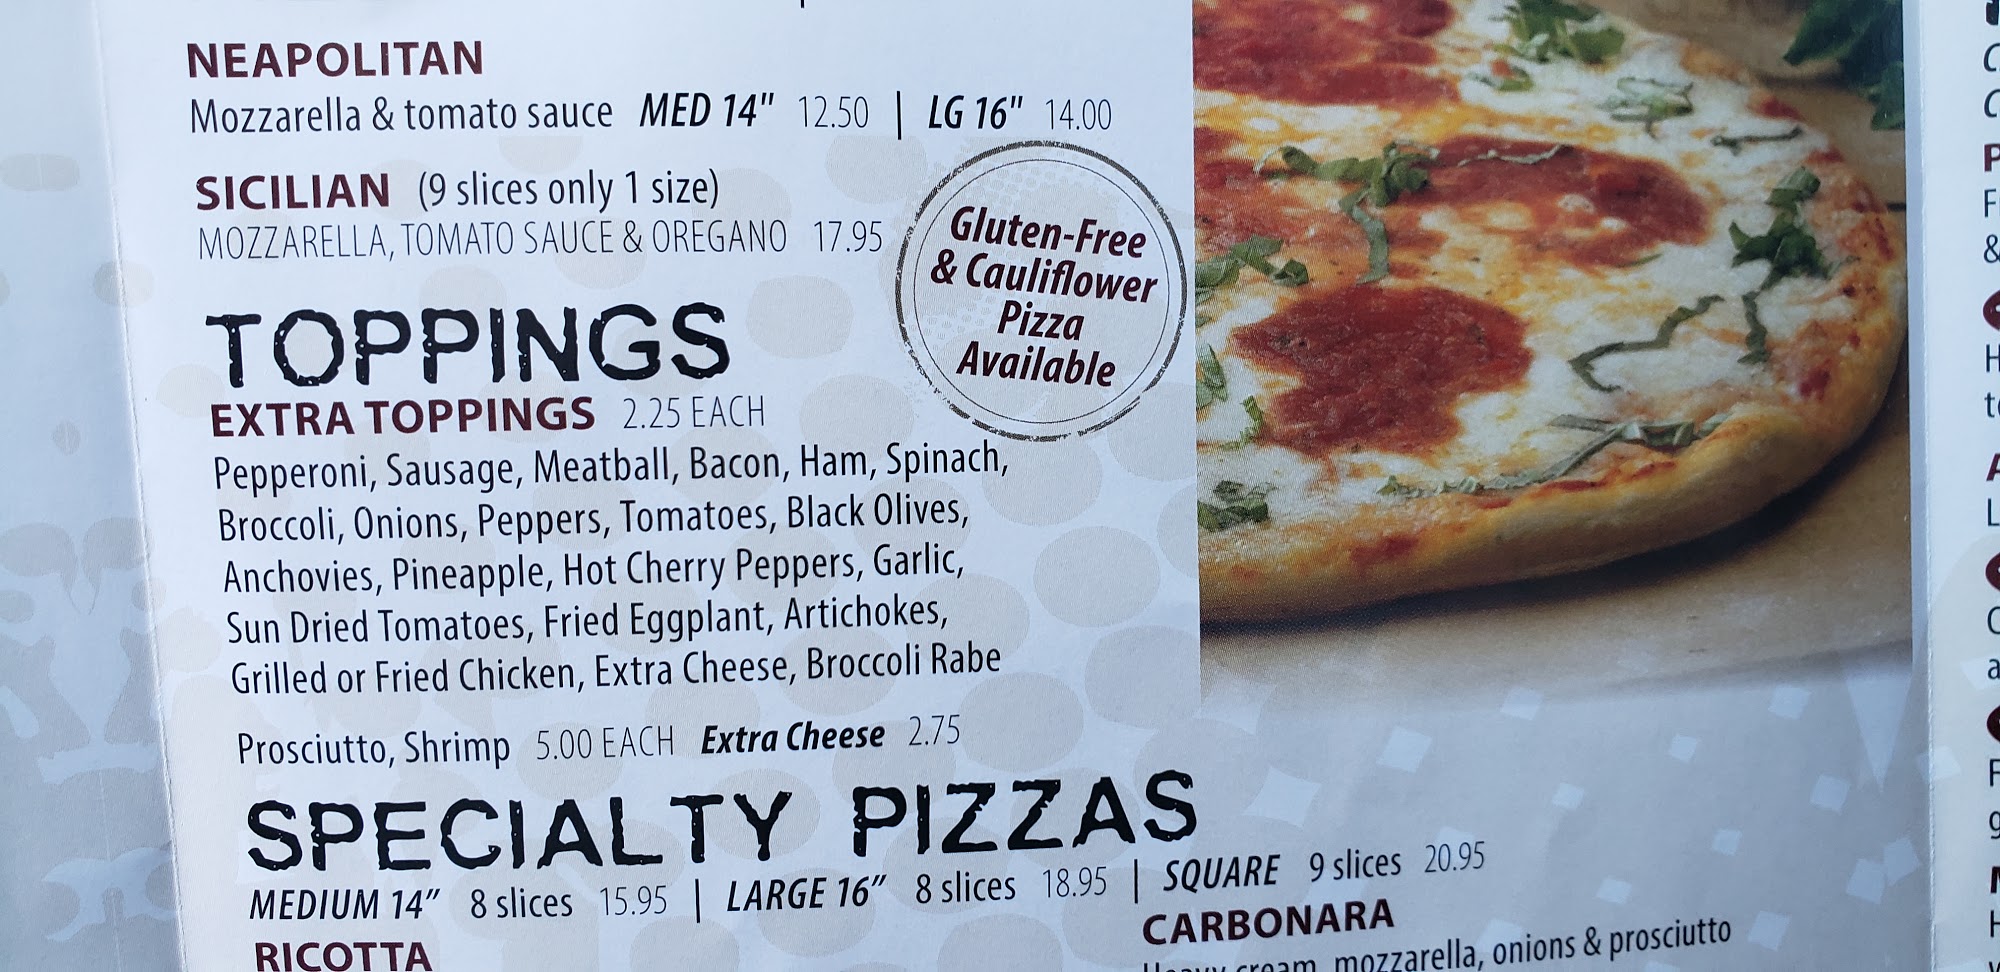 NEAPOLITAN
Mozzarella & tomato sauce MED 14" 12.50 | LG 16" 14.00
SICILIAN (9 slices only 1 size)
MOZZARELLA, TOMATO SAUCE & OREGANO 17.95
Gluten-Free
& Cauliflower
Pizza
Available
TOPPINGS
EXTRA TOPPINGS 2.25 EACH
Pepperoni, Sausage, Meatball, Bacon, Ham, Spinach,
Broccoli, Onions, Peppers, Tomatoes, Black Olives,
Anchovies, Pineapple, Hot Cherry Peppers, Garlic,
Sun Dried Tomatoes, Fried Eggplant, Artichokes,
Grilled or Fried Chicken, Extra Cheese, Broccoli Rabe
Prosciutto, Shrimp 5.00 EACH Extra Cheese 2.75
SPECIALTY PIZZAS
MEDIUM 14" 8 slices 15.95 | LARGE 16" 8 slices 18.95 | SQUARE 9 slices 20.95
RICOTTA
CARBONARA
Heavy cream, mozzarella, onions & prosciutto